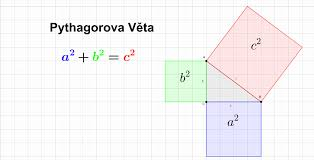 Pythagorova Věta
a² + b² = c²
c²
b²
a²